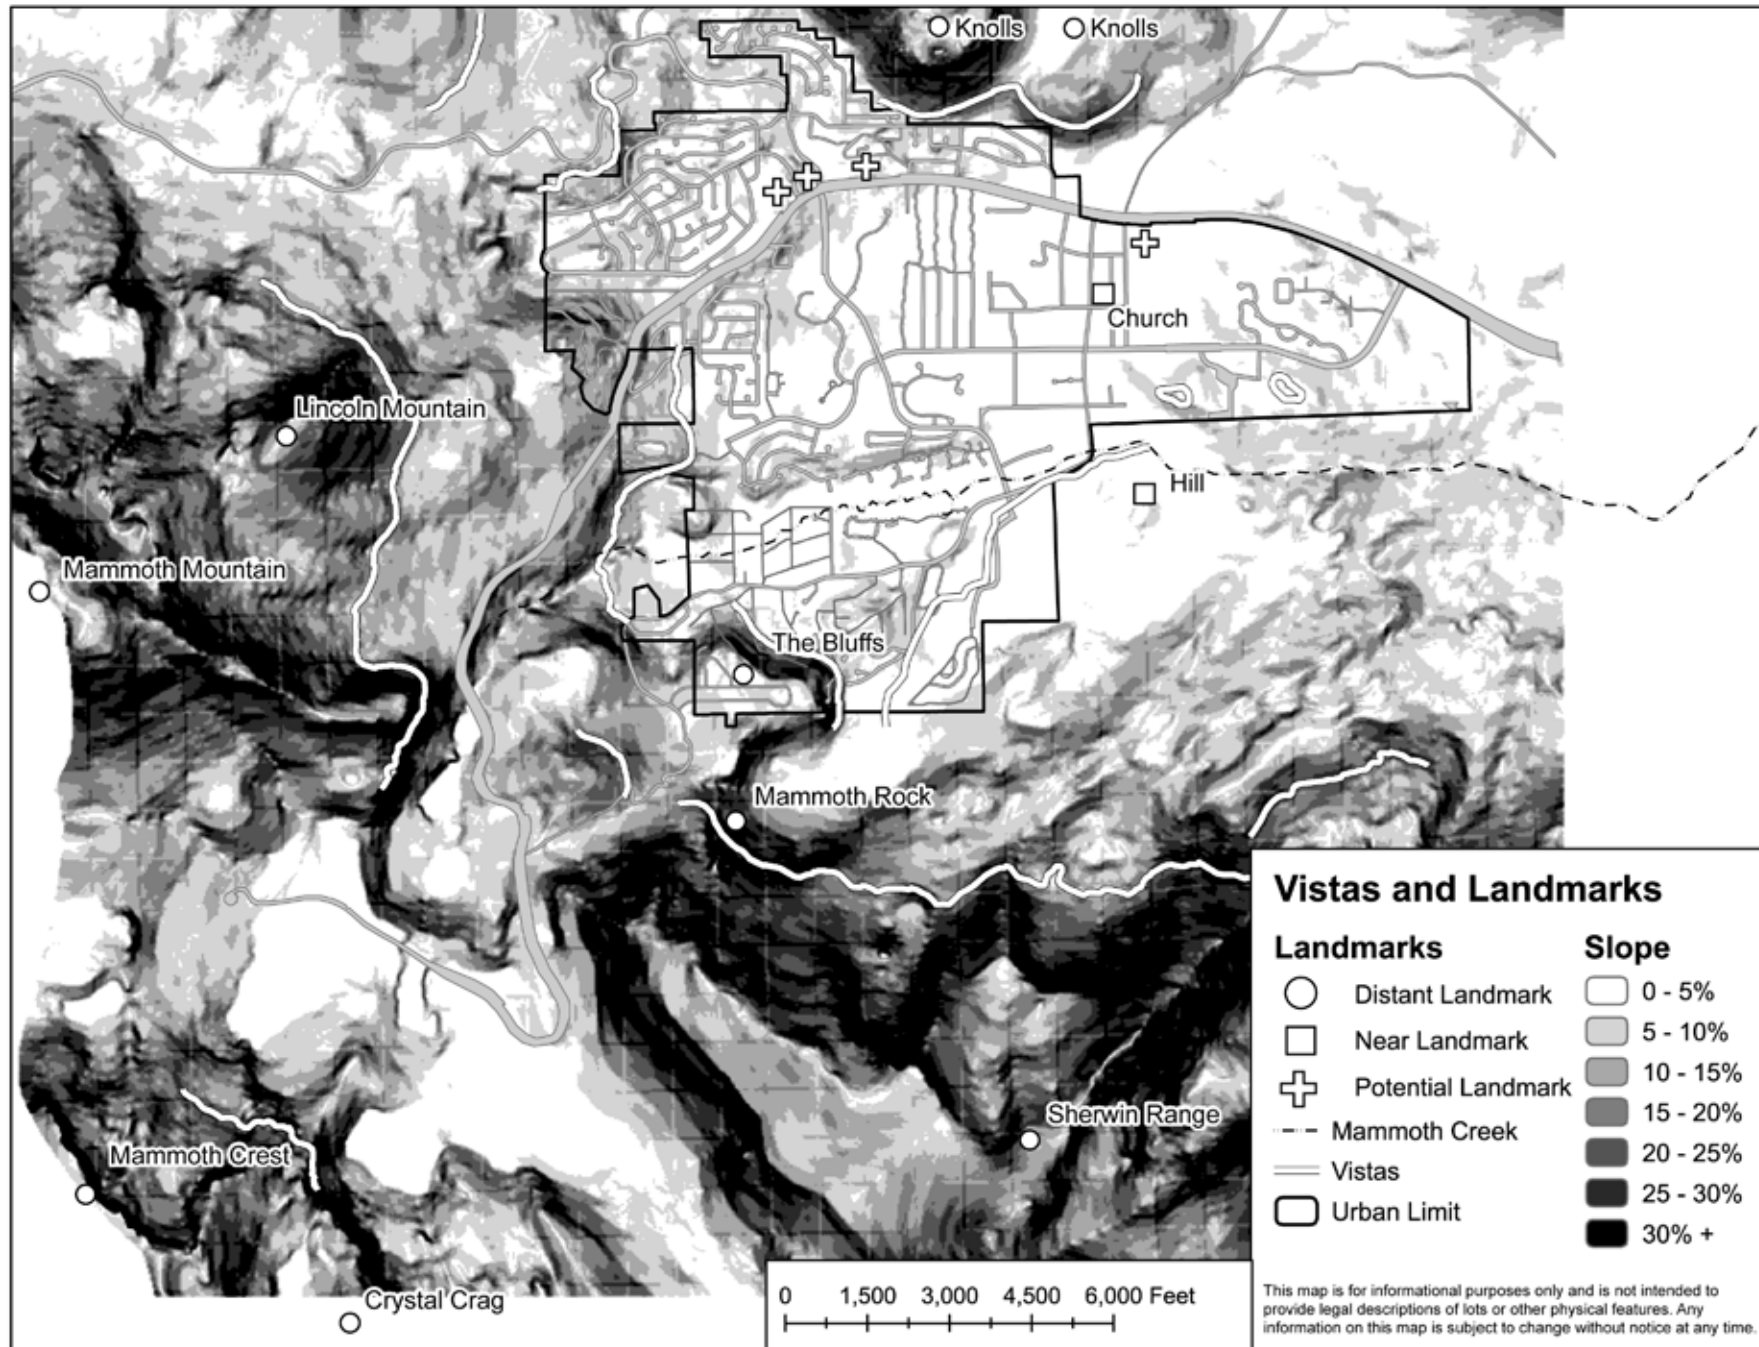 Knolls
Knolls
Church
Lincoln Mountain
Hill
Mammoth Mountain
The Bluffs
Mammoth Rock
Sherwin Range
Mammoth Crest
Crystal Crag
Vistas and Landmarks
Landmarks
Distant Landmark
Near Landmark
Potential Landmark
Mammoth Creek
Vistas
Urban Limit
Slope
0 - 5%
5 - 10%
10 - 15%
15 - 20%
20 - 25%
25 - 30%
30% +
0 1,500 3,000 4,500 6,000 Feet
This map is for informational purposes only and is not intended to
provide legal descriptions of lots or other physical features. Any
information on this map is subject to change without notice at any time.